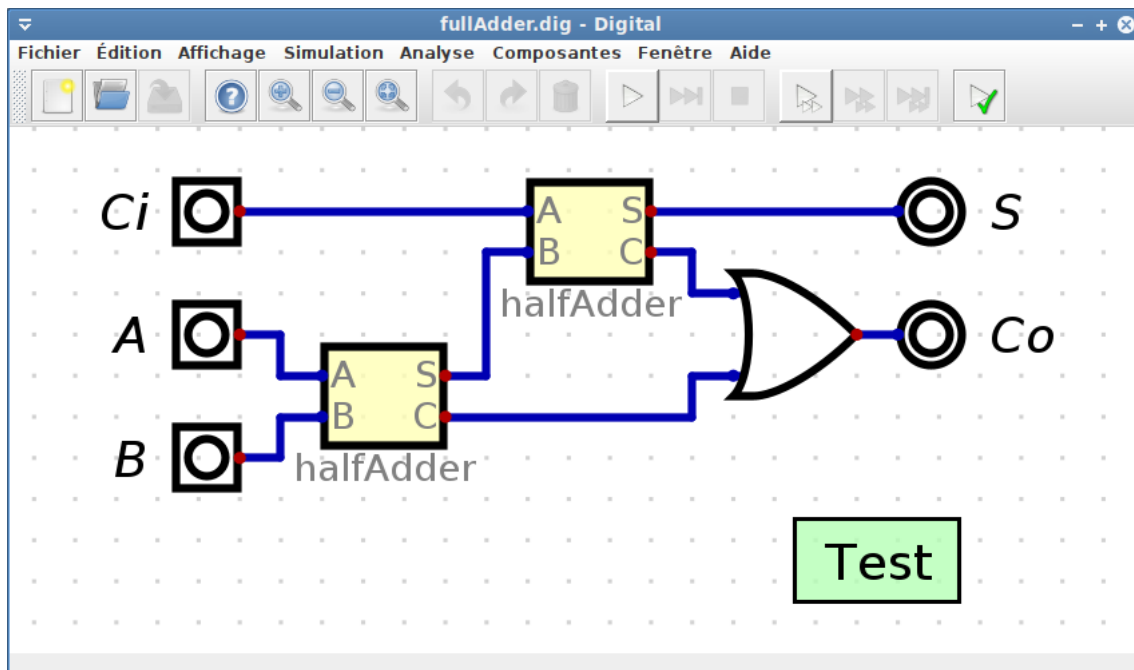 fullAdder.dig - Digital
Fichier Édition Affichage Simulation Analyse Composantes Fenêtre Aide
Ci
A S
S
B C
halfAdder
A
Co
A S
B C
B
halfAdder
Test